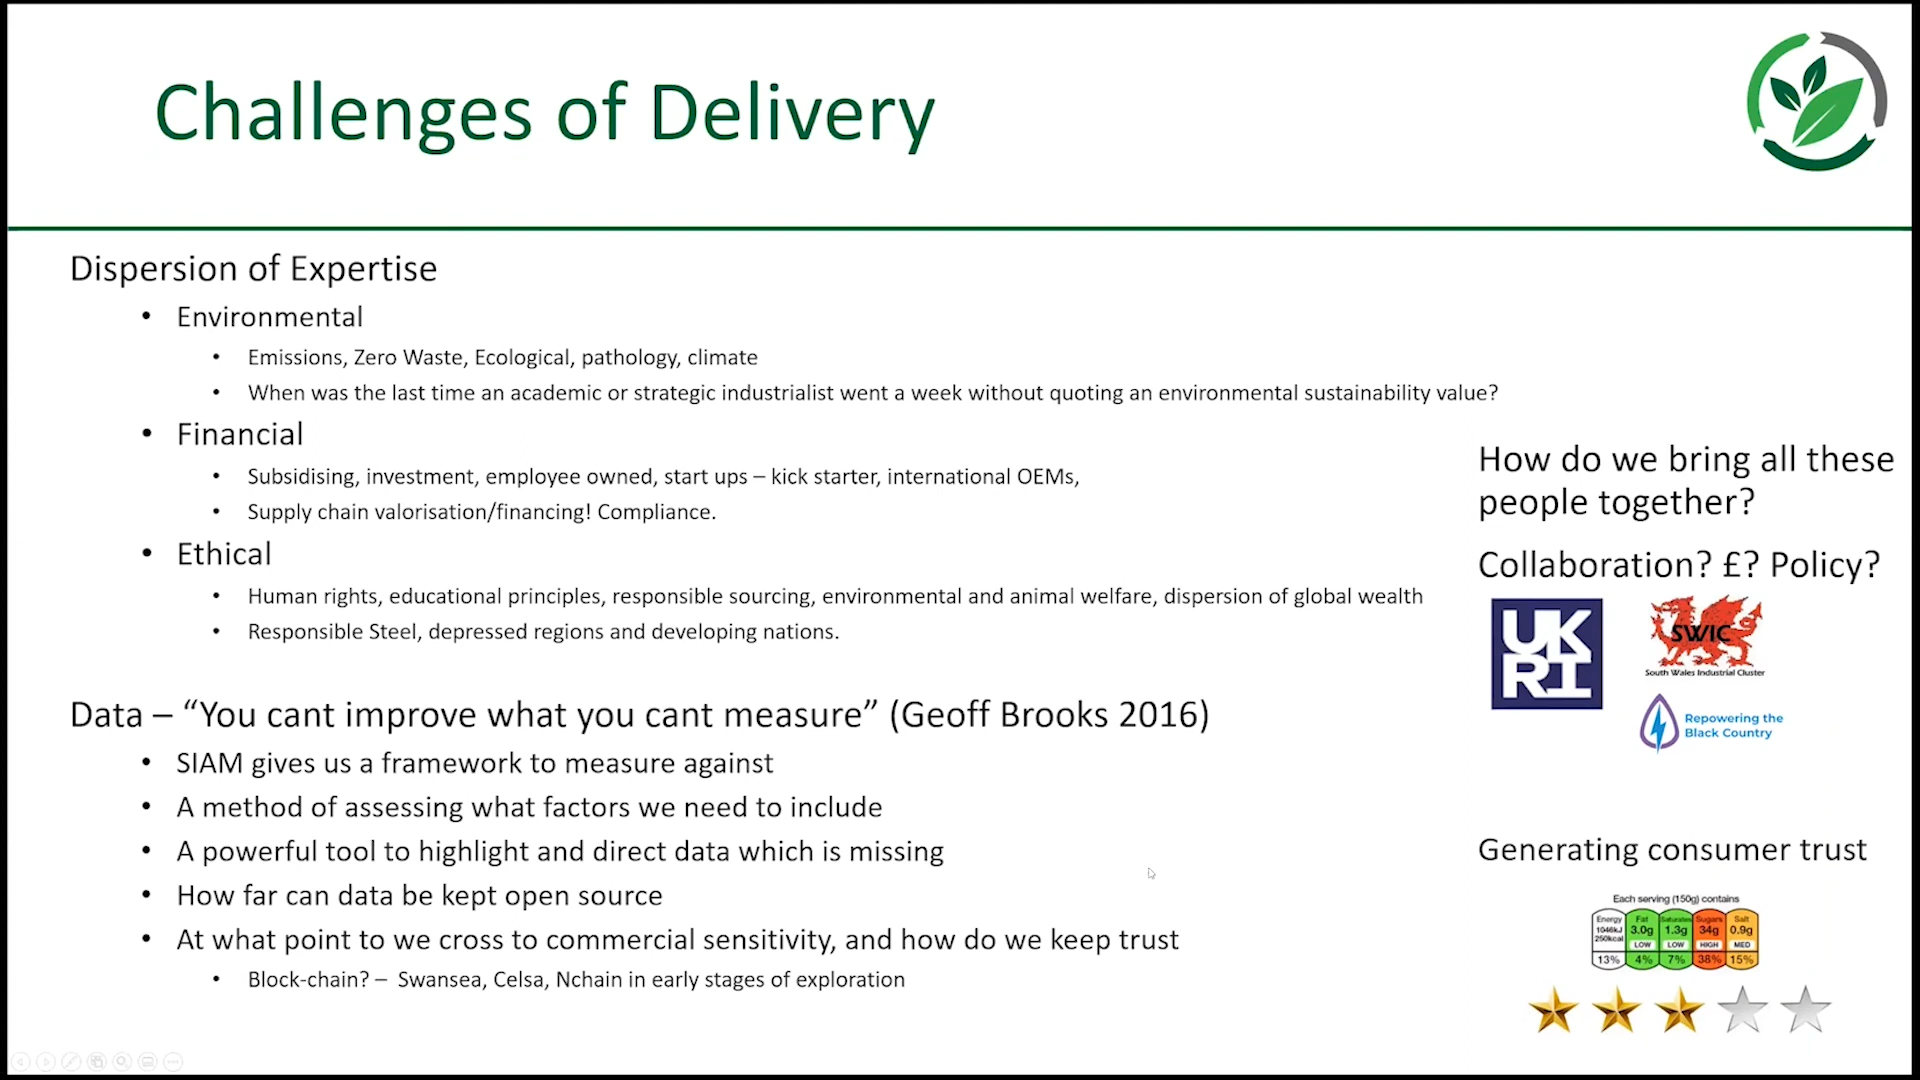 Challenges of Delivery
Dispersion of Expertise
• Environmental
• Emissions, Zero Waste, Ecological, pathology, climate
• When was the last time an academic or strategic industrialist went a week without quoting an environmental sustainability value?
• Financial
• Subsidising, investment, employee owned, start ups – kick starter, international OEMs,
• Supply chain valorisation/financing! Compliance.
• Ethical
• Human rights, educational principles, responsible sourcing, environmental and animal welfare, dispersion of global wealth
• Responsible Steel, depressed regions and developing nations.
Data – “You cant improve what you cant measure” (Geoff Brooks 2016)
• SIAM gives us a framework to measure against
• A method of assessing what factors we need to include
• A powerful tool to highlight and direct data which is missing
• How far can data be kept open source
• At what point to we cross to commercial sensitivity, and how do we keep trust
• Block-chain? – Swansea, Celsa, Nchain in early stages of exploration
How do we bring all these
people together?
Collaboration? £? Policy?
UK
RI
SWIC
South Wales Industrial Cluster
Repowering the
Black Country
Generating consumer trust
Each serving (150g) contains
Energy Fat Saturates Sugars Salt
1046kJ 3.0g 1.3g 34g 0.9g
250kcal
LOW LOW HIGH MED
13% 4% 7% 38% 15%